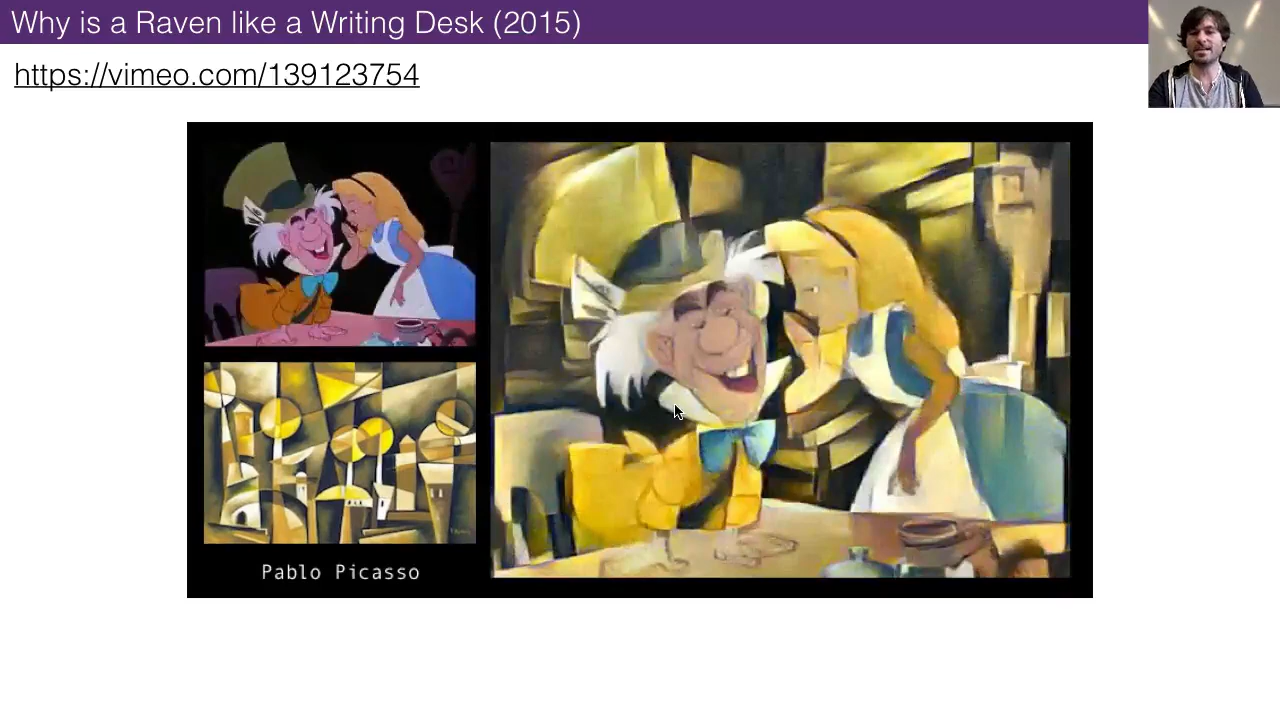 Why is a Raven like a Writing Desk (2015)
https://vimeo.com/139123754
Pablo Picasso